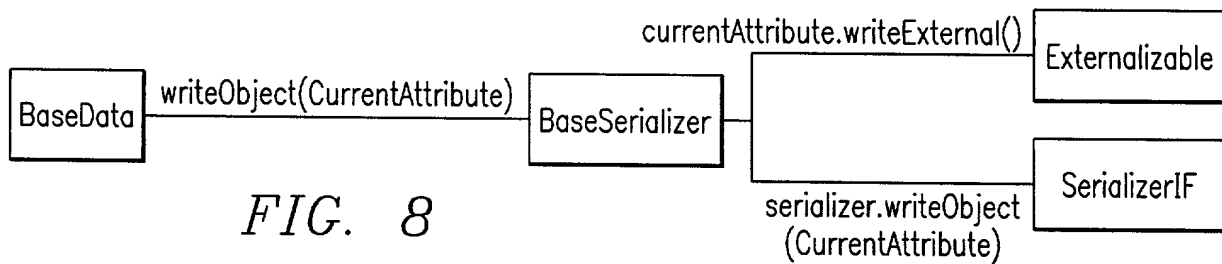 currentAttribute.writeExternal()
Externalizable
BaseData
writeObject(CurrentAttribute)
BaseSerializer
SerializerIF
serializer.writeObject
(CurrentAttribute)
FIG. 8